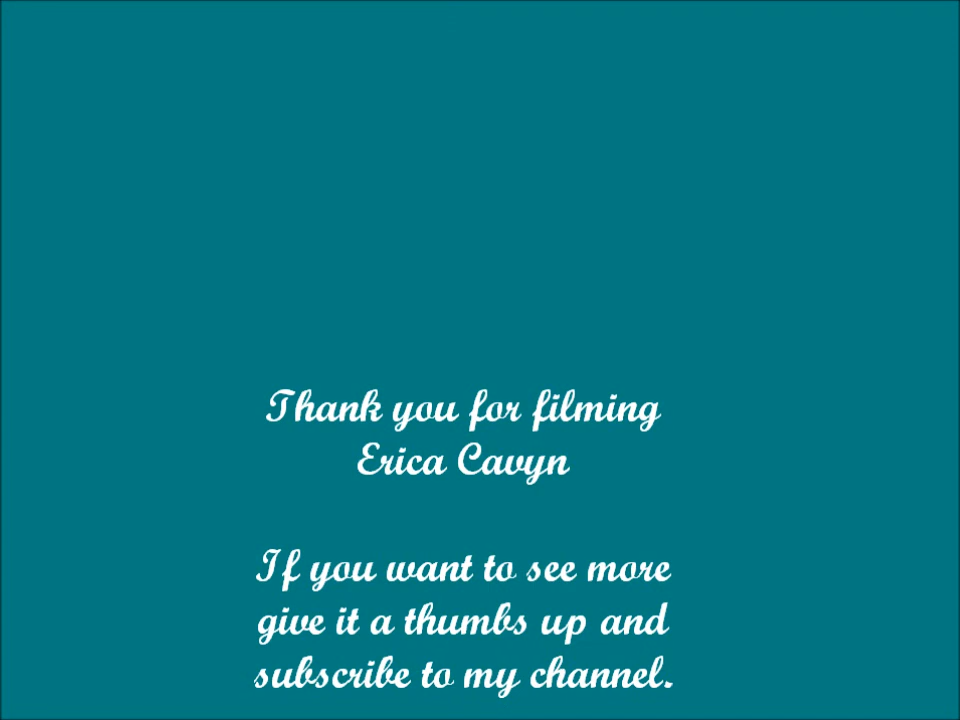 Thank you for filming
Erica Cavyn
If you want to see more
give it a thumbs up and
subscribe to my channel.